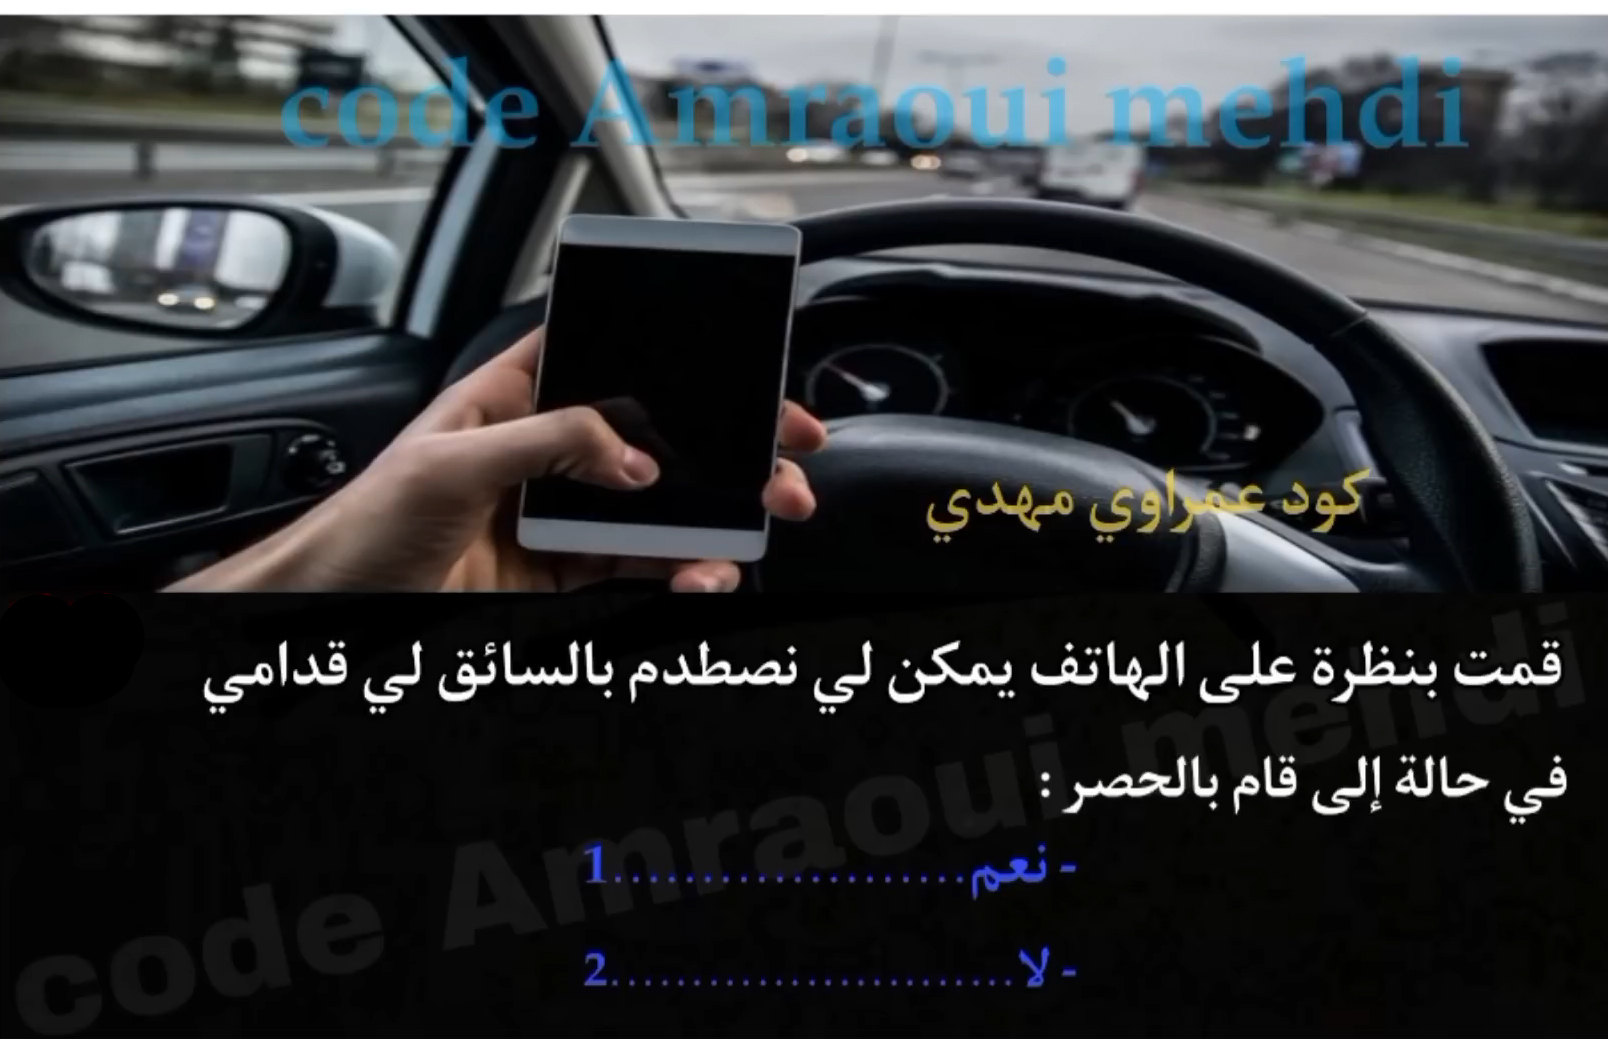 code Amraoui mehdi
كود عمراوي مهدي
قمت بنظرة على الهاتف يمكن لي نصطدم بالسائق لي قدامي
في حالة إلى قام بالحصر :
- نعم.....................1
- لا........................2
code Amraoui mehdi